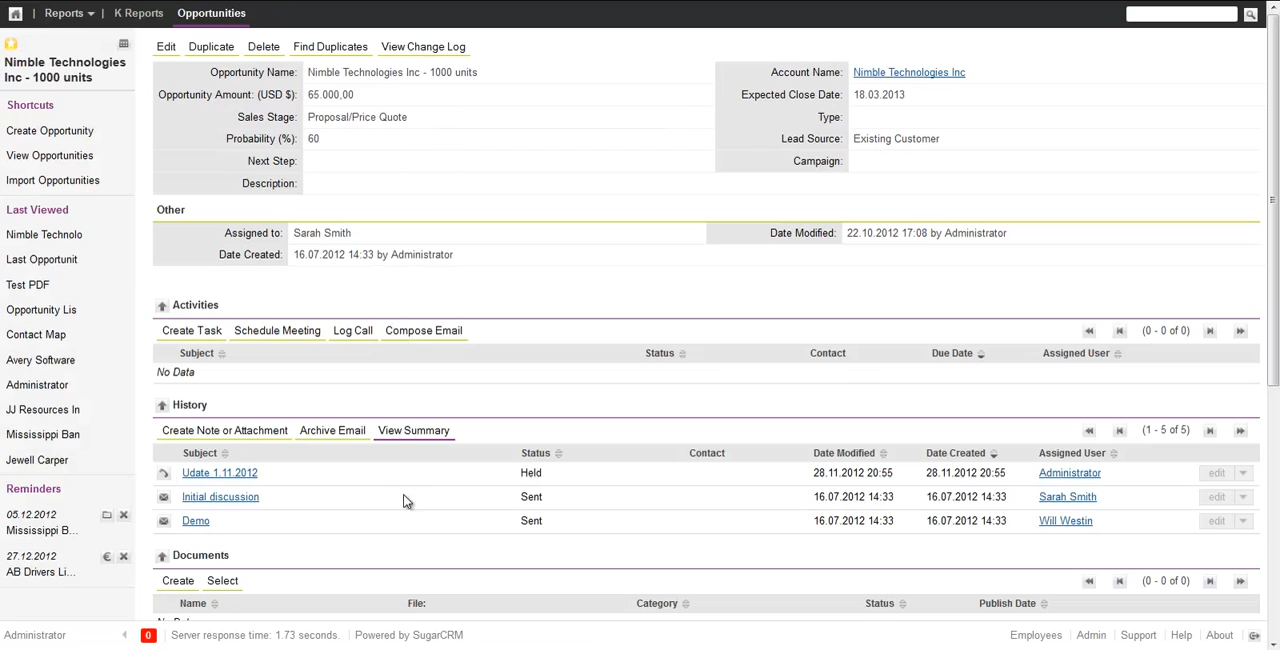 Reports | K Reports Opportunities
Nimble Technologies Inc - 1000 units
Shortcuts
Create Opportunity
View Opportunities
Import Opportunities
Last Viewed
Nimble Technolo
Last Opportunit
Test PDF
Opportunity Lis
Contact Map
Avery Software
Administrator
JJ Resources In
Mississippi Ban
Jewell Carper
Reminders
05.12.2012
Mississippi B...
27.12.2012 €
AB Drivers Li...
Edit Duplicate Delete Find Duplicates View Change Log
Opportunity Name: Nimble Technologies Inc - 1000 units Account Name: Nimble Technologies Inc
Opportunity Amount: (USD $): 65.000,00 Expected Close Date: 18.03.2013
Sales Stage: Proposal/Price Quote Type:
Probability (%): 60 Lead Source: Existing Customer
Next Step: Campaign:
Description:
Other
Assigned to: Sarah Smith Date Modified: 22.10.2012 17:08 by Administrator
Date Created: 16.07.2012 14:33 by Administrator
Activities
Create Task Schedule Meeting Log Call Compose Email (0 - 0 of 0)
Subject Status Contact Due Date Assigned User
No Data
History
Create Note or Attachment Archive Email View Summary (1 - 5 of 5)
Subject Status Contact Date Modified Date Created Assigned User
Udate 1.11.2012 Held 28.11.2012 20:55 28.11.2012 20:55 Administrator edit
Initial discussion Sent 16.07.2012 14:33 16.07.2012 14:33 Sarah Smith edit
Demo Sent 16.07.2012 14:33 16.07.2012 14:33 Will Westin edit
Documents
Create Select (0 - 0 of 0)
Name File: Category Status Publish Date
Administrator 0 Server response time: 1.73 seconds. | Powered by SugarCRM Employees | Admin | Support | Help | About